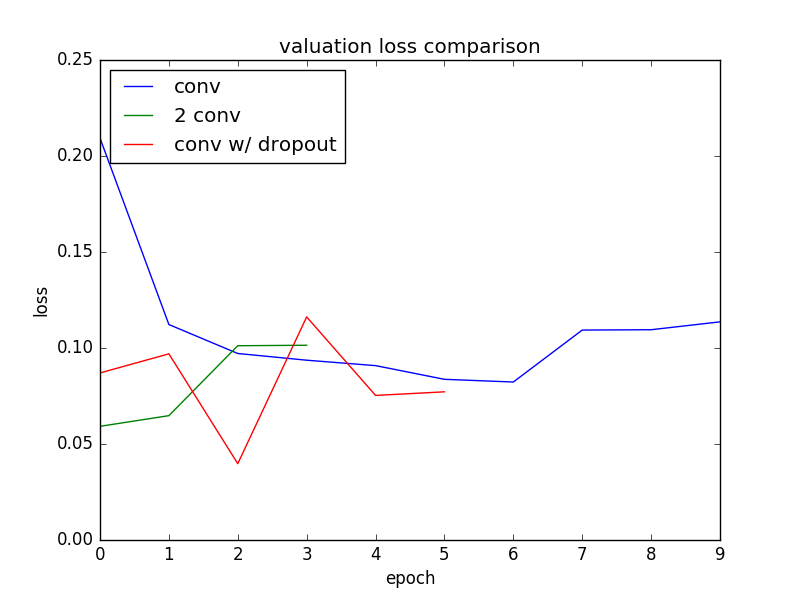 valuation loss comparison
0.25
0.20
0.15
0.10
0.05
0.00
loss
conv
2 conv
conv w/ dropout
0 1 2 3 4 5 6 7 8 9
epoch